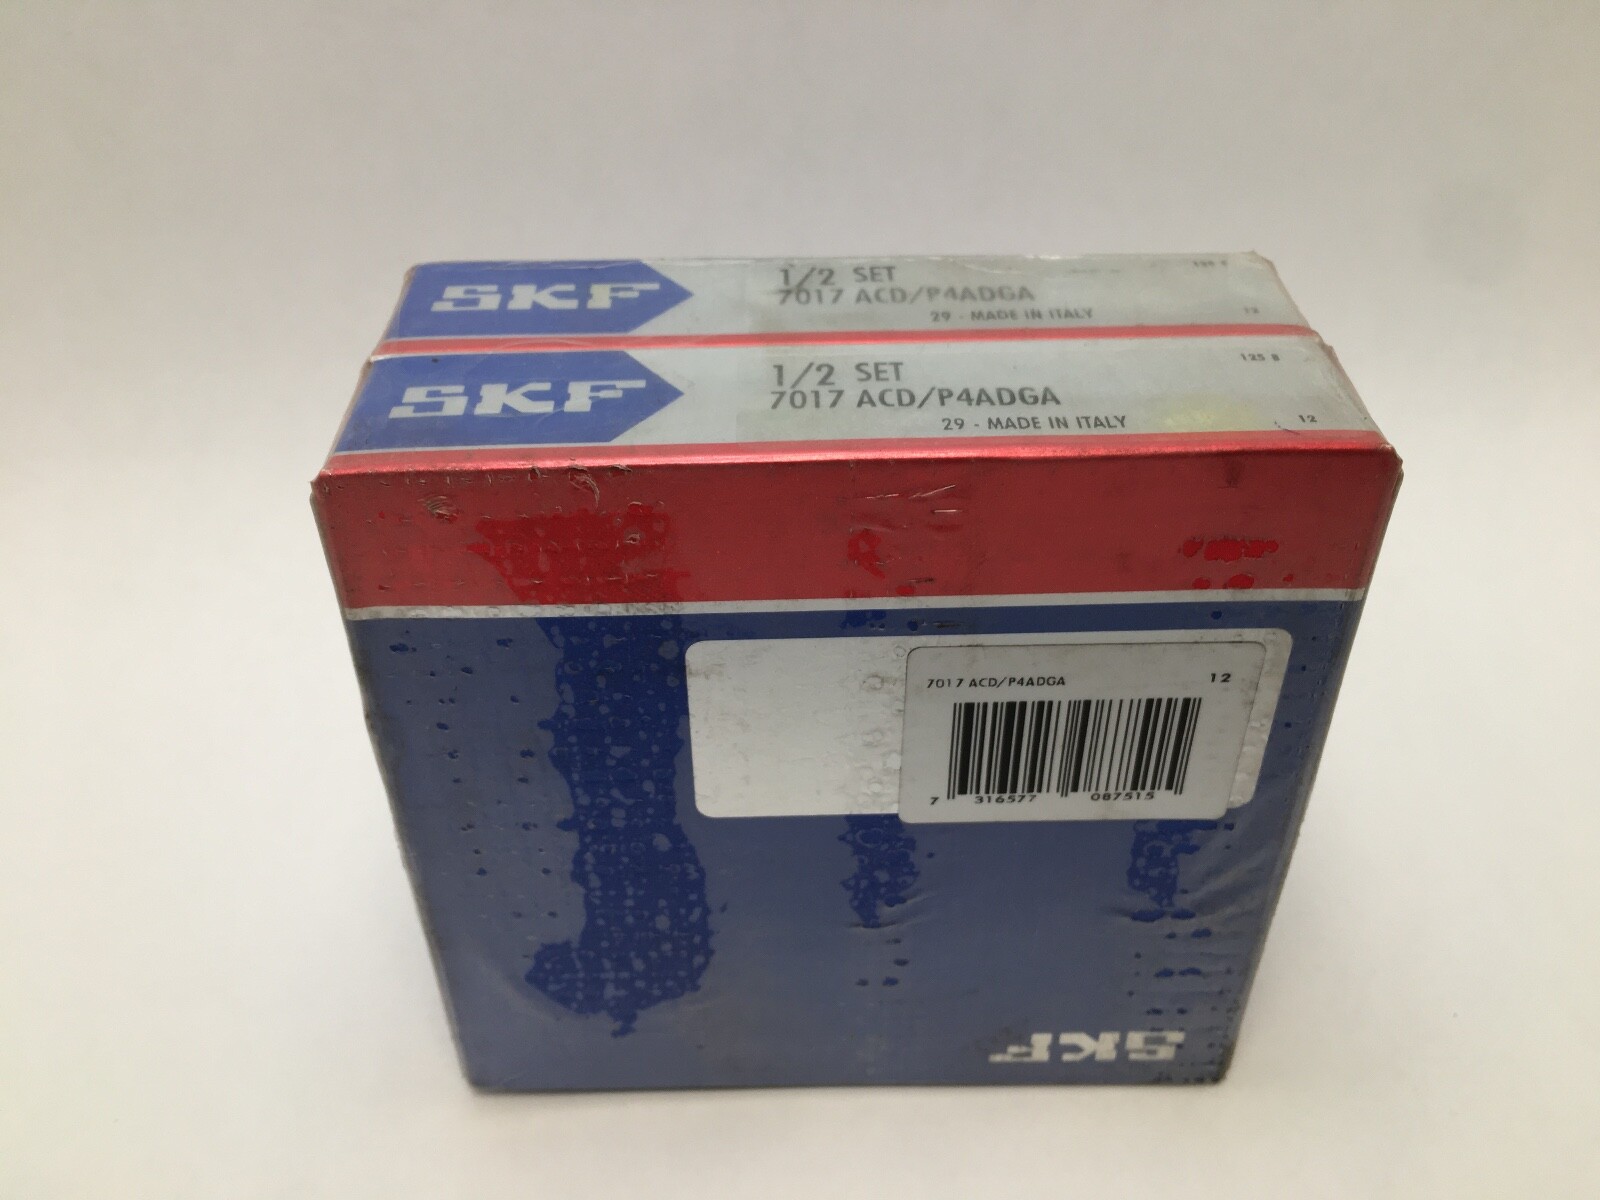 SKF
1/2 SET
7017 ACD/P4ADGA
29 - MADE IN ITALY
12
SKF
1/2 SET
7017 ACD/P4ADGA
29 - MADE IN ITALY
125 B
12
7017 ACD/P4ADGA 12
7 316577 087515
SKF